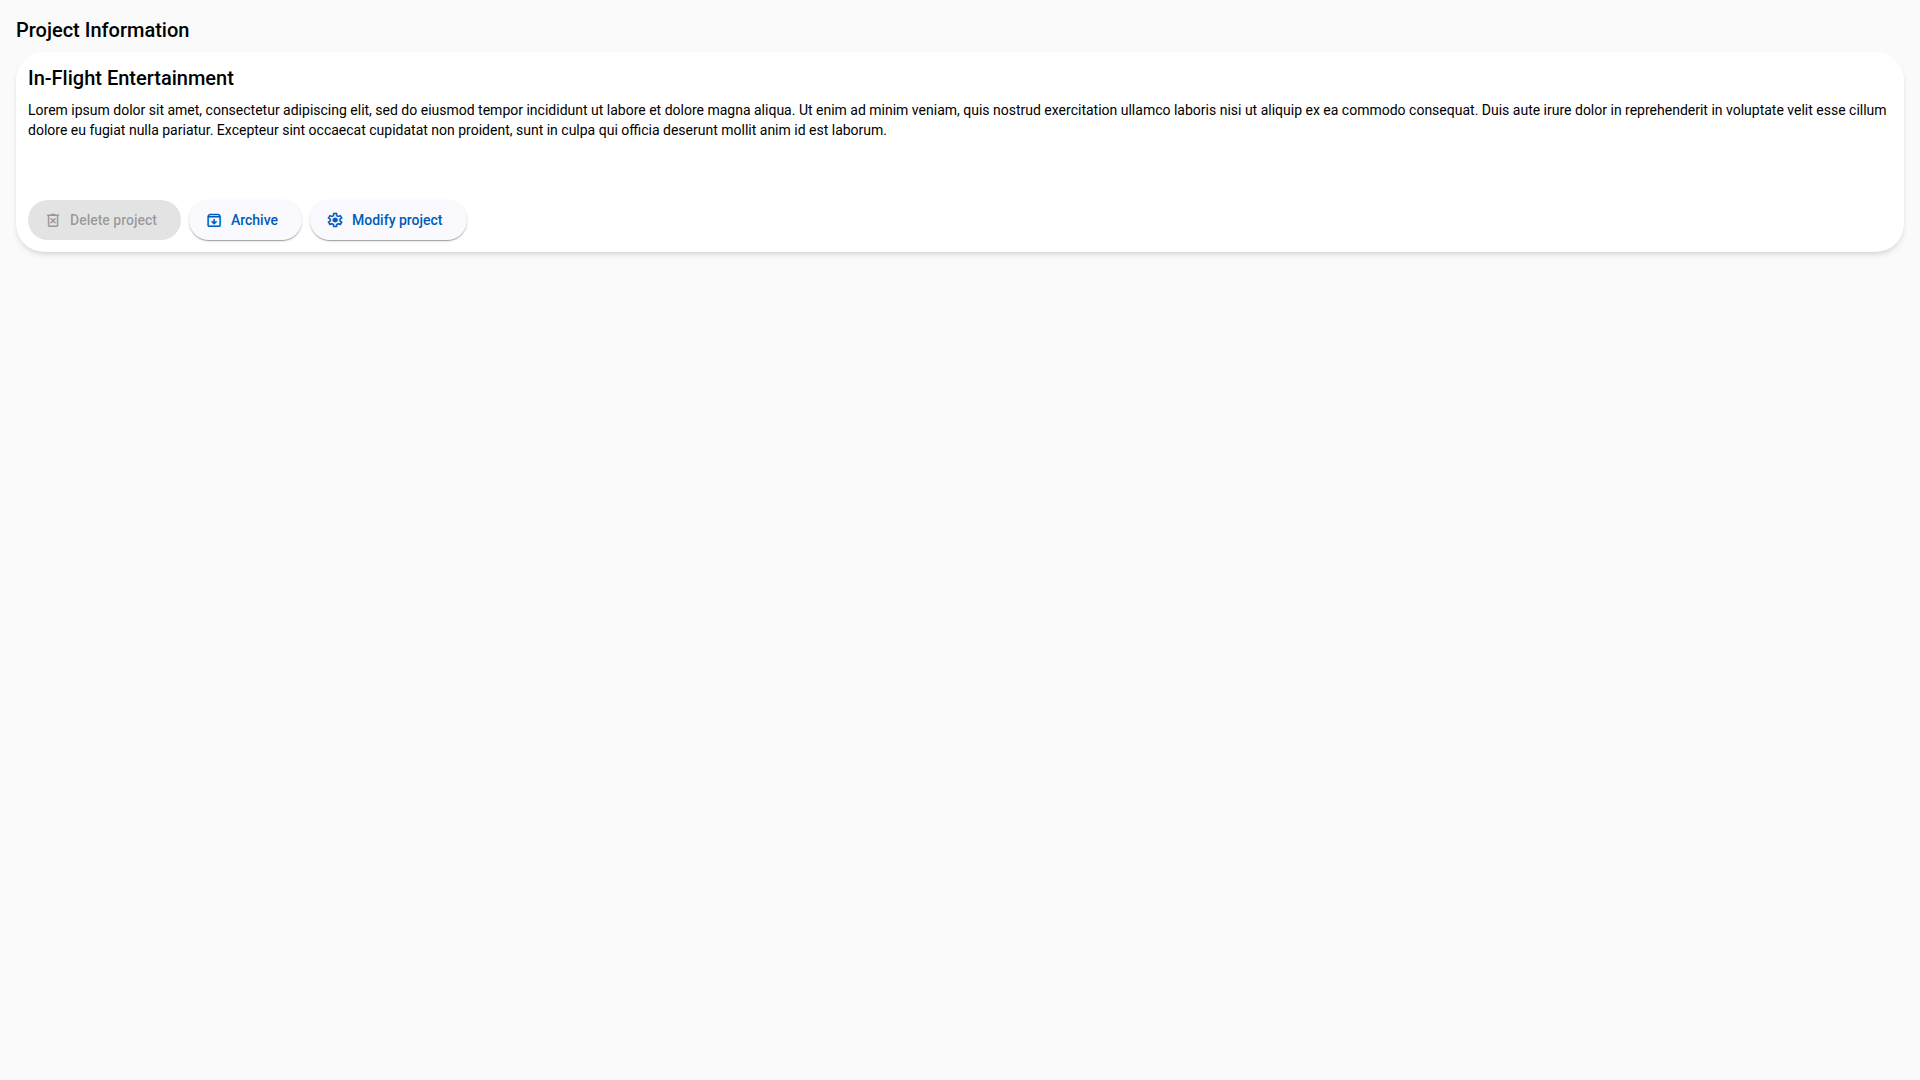 Project Information
In-Flight Entertainment
Lorem ipsum dolor sit amet, consectetur adipiscing elit, sed do eiusmod tempor incididunt ut labore et dolore magna aliqua. Ut enim ad minim veniam, quis nostrud exercitation ullamco laboris nisi ut aliquip ex ea commodo consequat. Duis aute irure dolor in reprehenderit in voluptate velit esse cillum
dolore eu fugiat nulla pariatur. Excepteur sint occaecat cupidatat non proident, sunt in culpa qui officia deserunt mollit anim id est laborum.
Delete project Archive Modify project